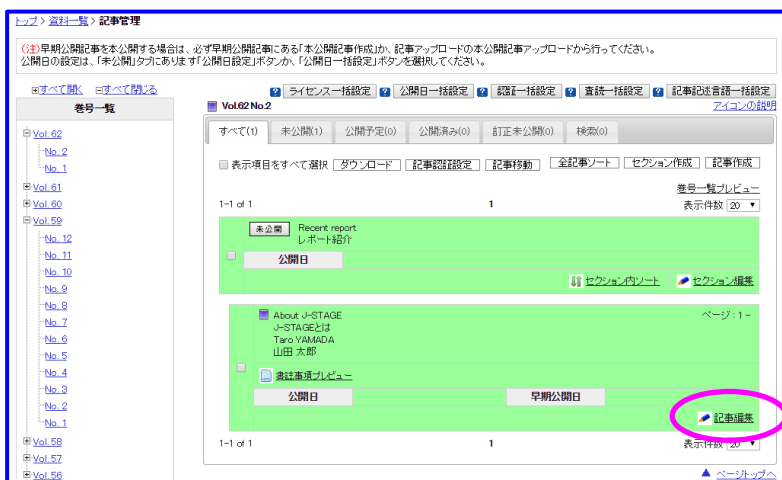 トップ > 資料一覧 > 記事管理
(注)早期公開記事を本公開する場合は、必ず早期公開記事にある「本公開記事作成」か、記事アップロードの本公開記事アップロードから行ってください。
公開日の設定は、「未公開」タブにあります「公開日設定」ボタンか、「公開日一括設定」ボタンを選択してください。
すべて開く すべて閉じる
? ライセンス一括設定 ? 公開日一括設定 ? 認証一括設定 ? 査読一括設定 ? 記事記述言語一括設定
巻号一覧
Vol.62 No.2 アイコンの説明
Vol. 62
No. 2
No. 1
Vol. 61
Vol. 60
Vol. 59
No. 12
No. 11
No. 10
No. 9
No. 8
No. 7
No. 6
No. 5
No. 4
No. 3
No. 2
No. 1
Vol. 58
Vol. 57
Vol. 56
すべて(1) 未公開(1) 公開予定(0) 公開済み(0) 訂正未公開(0) 検索(0)
表示項目をすべて選択 ダウンロード 記事認証設定 記事移動 全記事ソート セクション作成 記事作成
巻号一覧プレビュー
1-1 of 1 1 表示件数 20
未公開 Recent report
レポート紹介
公開日
セクション内ソート セクション編集
About J-STAGE ページ : 1 -
J-STAGEとは
Taro YAMADA
山田 太郎
書誌事項プレビュー
公開日 早期公開日
記事編集
1-1 of 1 1 表示件数 20
ページトップへ